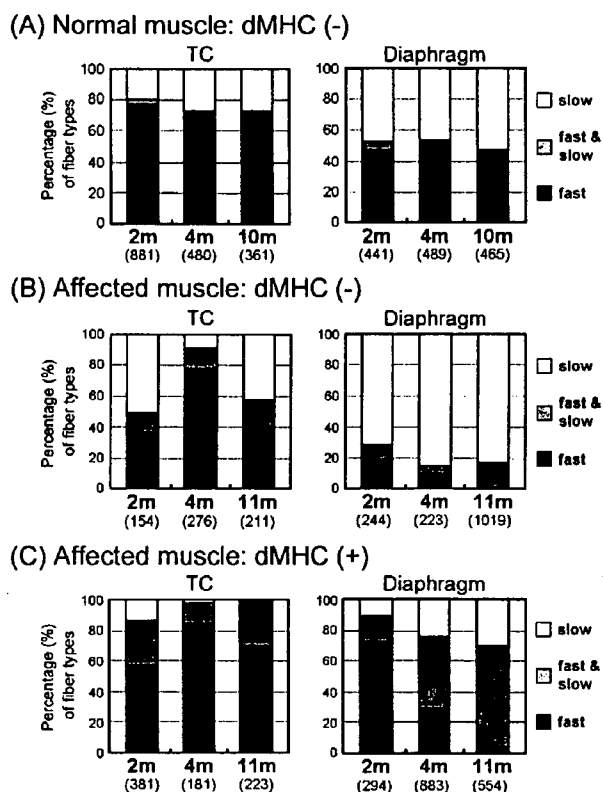 (A) Normal muscle: dMHC (-)
TC
Diaphragm
Percentage (%)
of fiber types
100
80
60
40
20
0
100
80
60
40
20
0
slow
fast &
slow
fast
2m 4m 10m
(881) (480) (361)
2m 4m 10m
(441) (489) (465)
(B) Affected muscle: dMHC (-)
TC
Diaphragm
Percentage (%)
of fiber types
100
80
60
40
20
0
100
80
60
40
20
0
slow
fast &
slow
fast
2m 4m 11m
(154) (276) (211)
2m 4m 11m
(244) (223) (1019)
(C) Affected muscle: dMHC (+)
TC
Diaphragm
Percentage (%)
of fiber types
100
80
60
40
20
0
100
80
60
40
20
0
slow
fast &
slow
fast
2m 4m 11m
(381) (181) (223)
2m 4m 11m
(294) (883) (554)